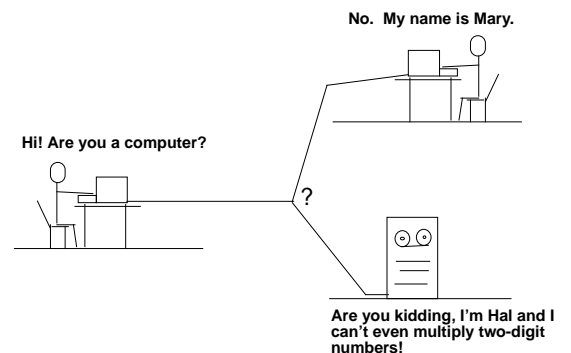 No. My name is Mary.
Hi! Are you a computer?
?
Are you kidding, I'm Hal and I
can't even multiply two-digit
numbers!